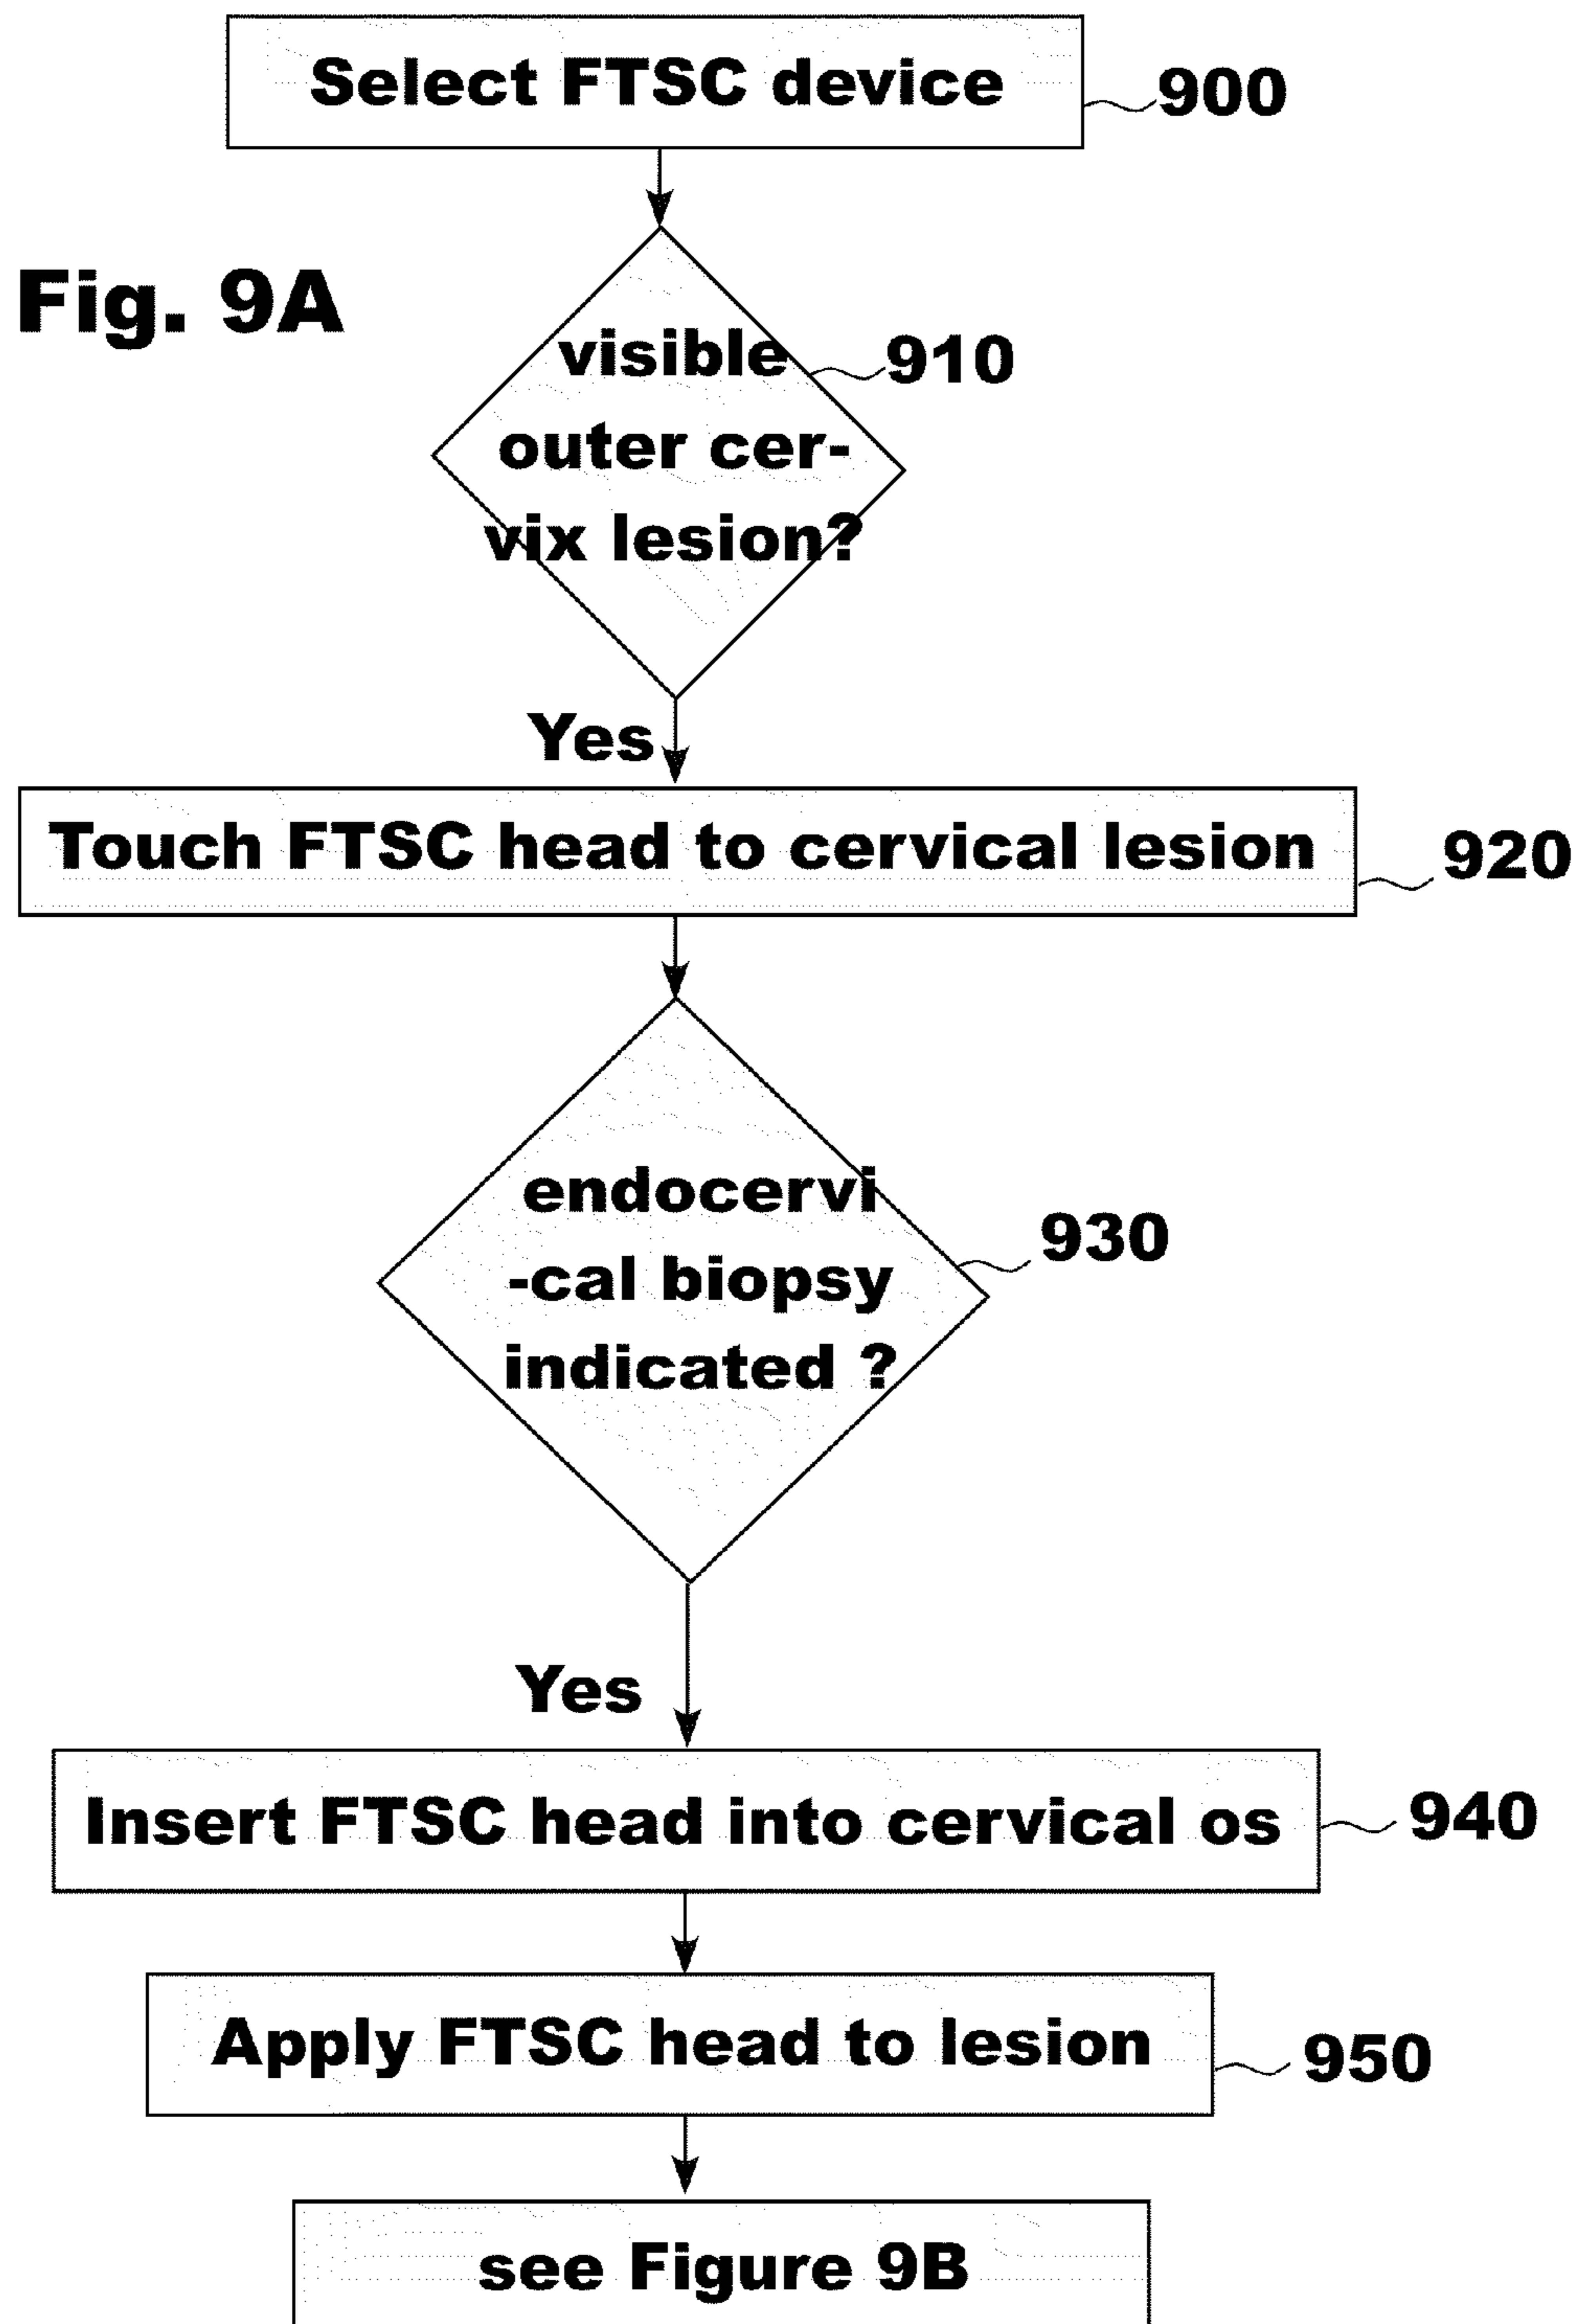 Select FTSC device
900
Fig. 9A
visible
910
outer cer-
vix lesion?
Yes
Touch FTSC head to cervical lesion
920
endocervi
930
-cal biopsy
indicated ?
Yes
Insert FTSC head into cervical os
940
Apply FTSC head to lesion
950
see Figure 9B